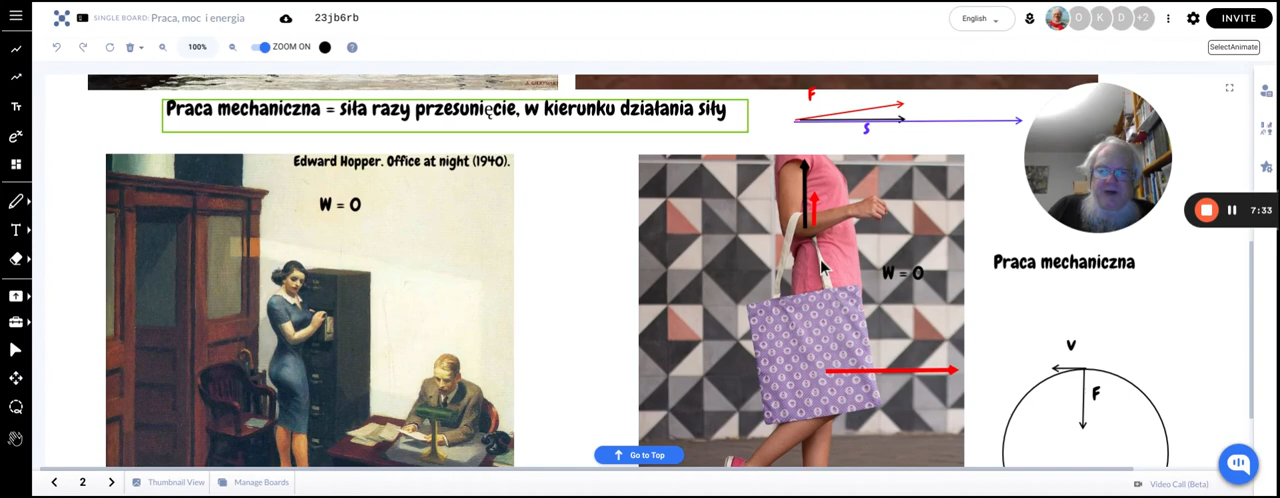 SINGLE BOARD: Praca, moc i energia
23jb6rb
English
O K D +2
INVITE
100%
ZOOM ON
?
SelectAnimate
Praca mechaniczna = siła razy przesunięcie, w kierunku działania siły
F
S
Edward Hopper. Office at night (1940).
W = 0
W = 0
7:33
Praca mechaniczna
V
F
Go to Top
2
Thumbnail View
Manage Boards
Video Call (Beta)